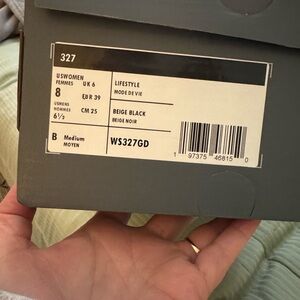 327
USWOMEN
FEMMES
8
UK 6
EUR 39
USMENS
HOMMES
6½
CM 25
LIFESTYLE
MODE DE VIE
BEIGE BLACK
BEIGE NOIR
B Medium
MOYEN
WS327GD
1 97375 46815 0